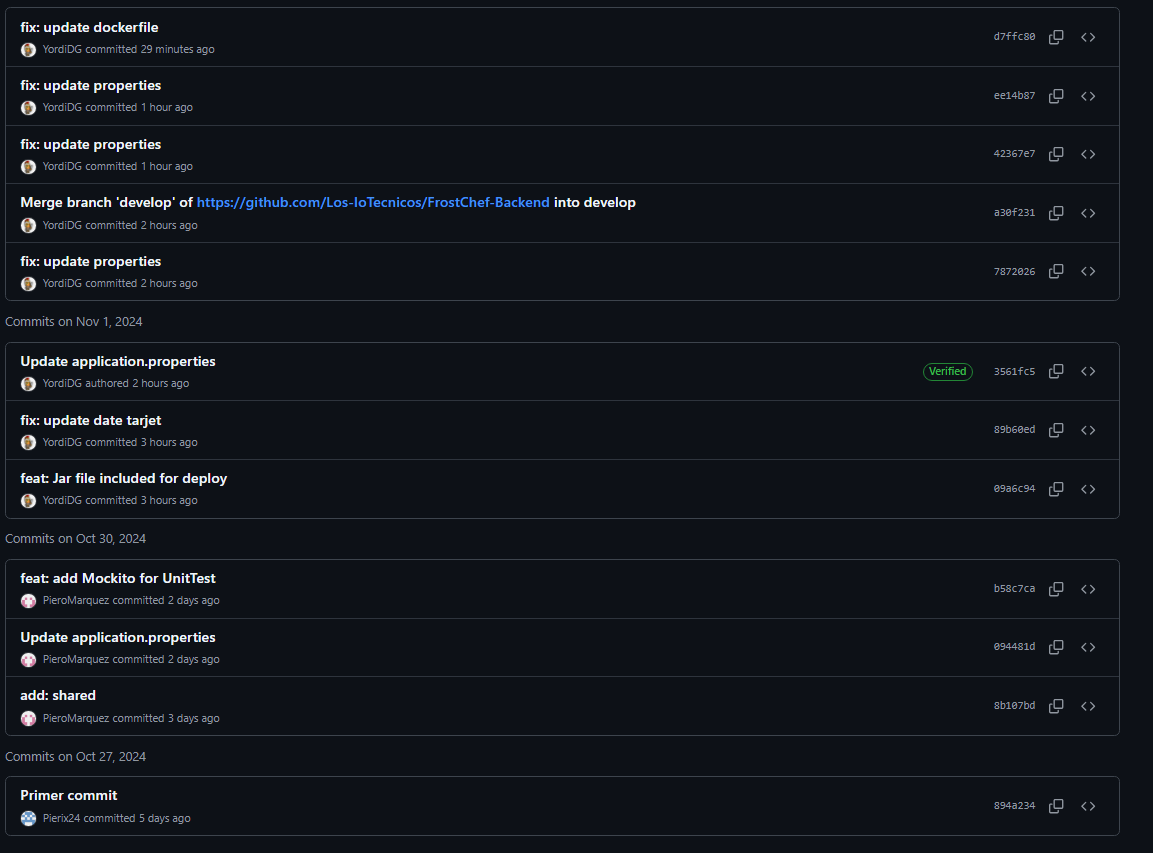 fix: update dockerfile
YordiDG committed 29 minutes ago
d7ffc80
fix: update properties
YordiDG committed 1 hour ago
ee14b87
fix: update properties
YordiDG committed 1 hour ago
42367e7
Merge branch 'develop' of https://github.com/Los-IoTecnicos/FrostChef-Backend into develop
YordiDG committed 2 hours ago
a30f231
fix: update properties
YordiDG committed 2 hours ago
7872026
Commits on Nov 1, 2024
Update application.properties
YordiDG authored 2 hours ago
Verified
3561fc5
fix: update date tarjet
YordiDG committed 3 hours ago
89b60ed
feat: Jar file included for deploy
YordiDG committed 3 hours ago
09a6c94
Commits on Oct 30, 2024
feat: add Mockito for UnitTest
PieroMarquez committed 2 days ago
b58c7ca
Update application.properties
PieroMarquez committed 2 days ago
094481d
add: shared
PieroMarquez committed 3 days ago
8b107bd
Commits on Oct 27, 2024
Primer commit
Pierix24 committed 5 days ago
894a234